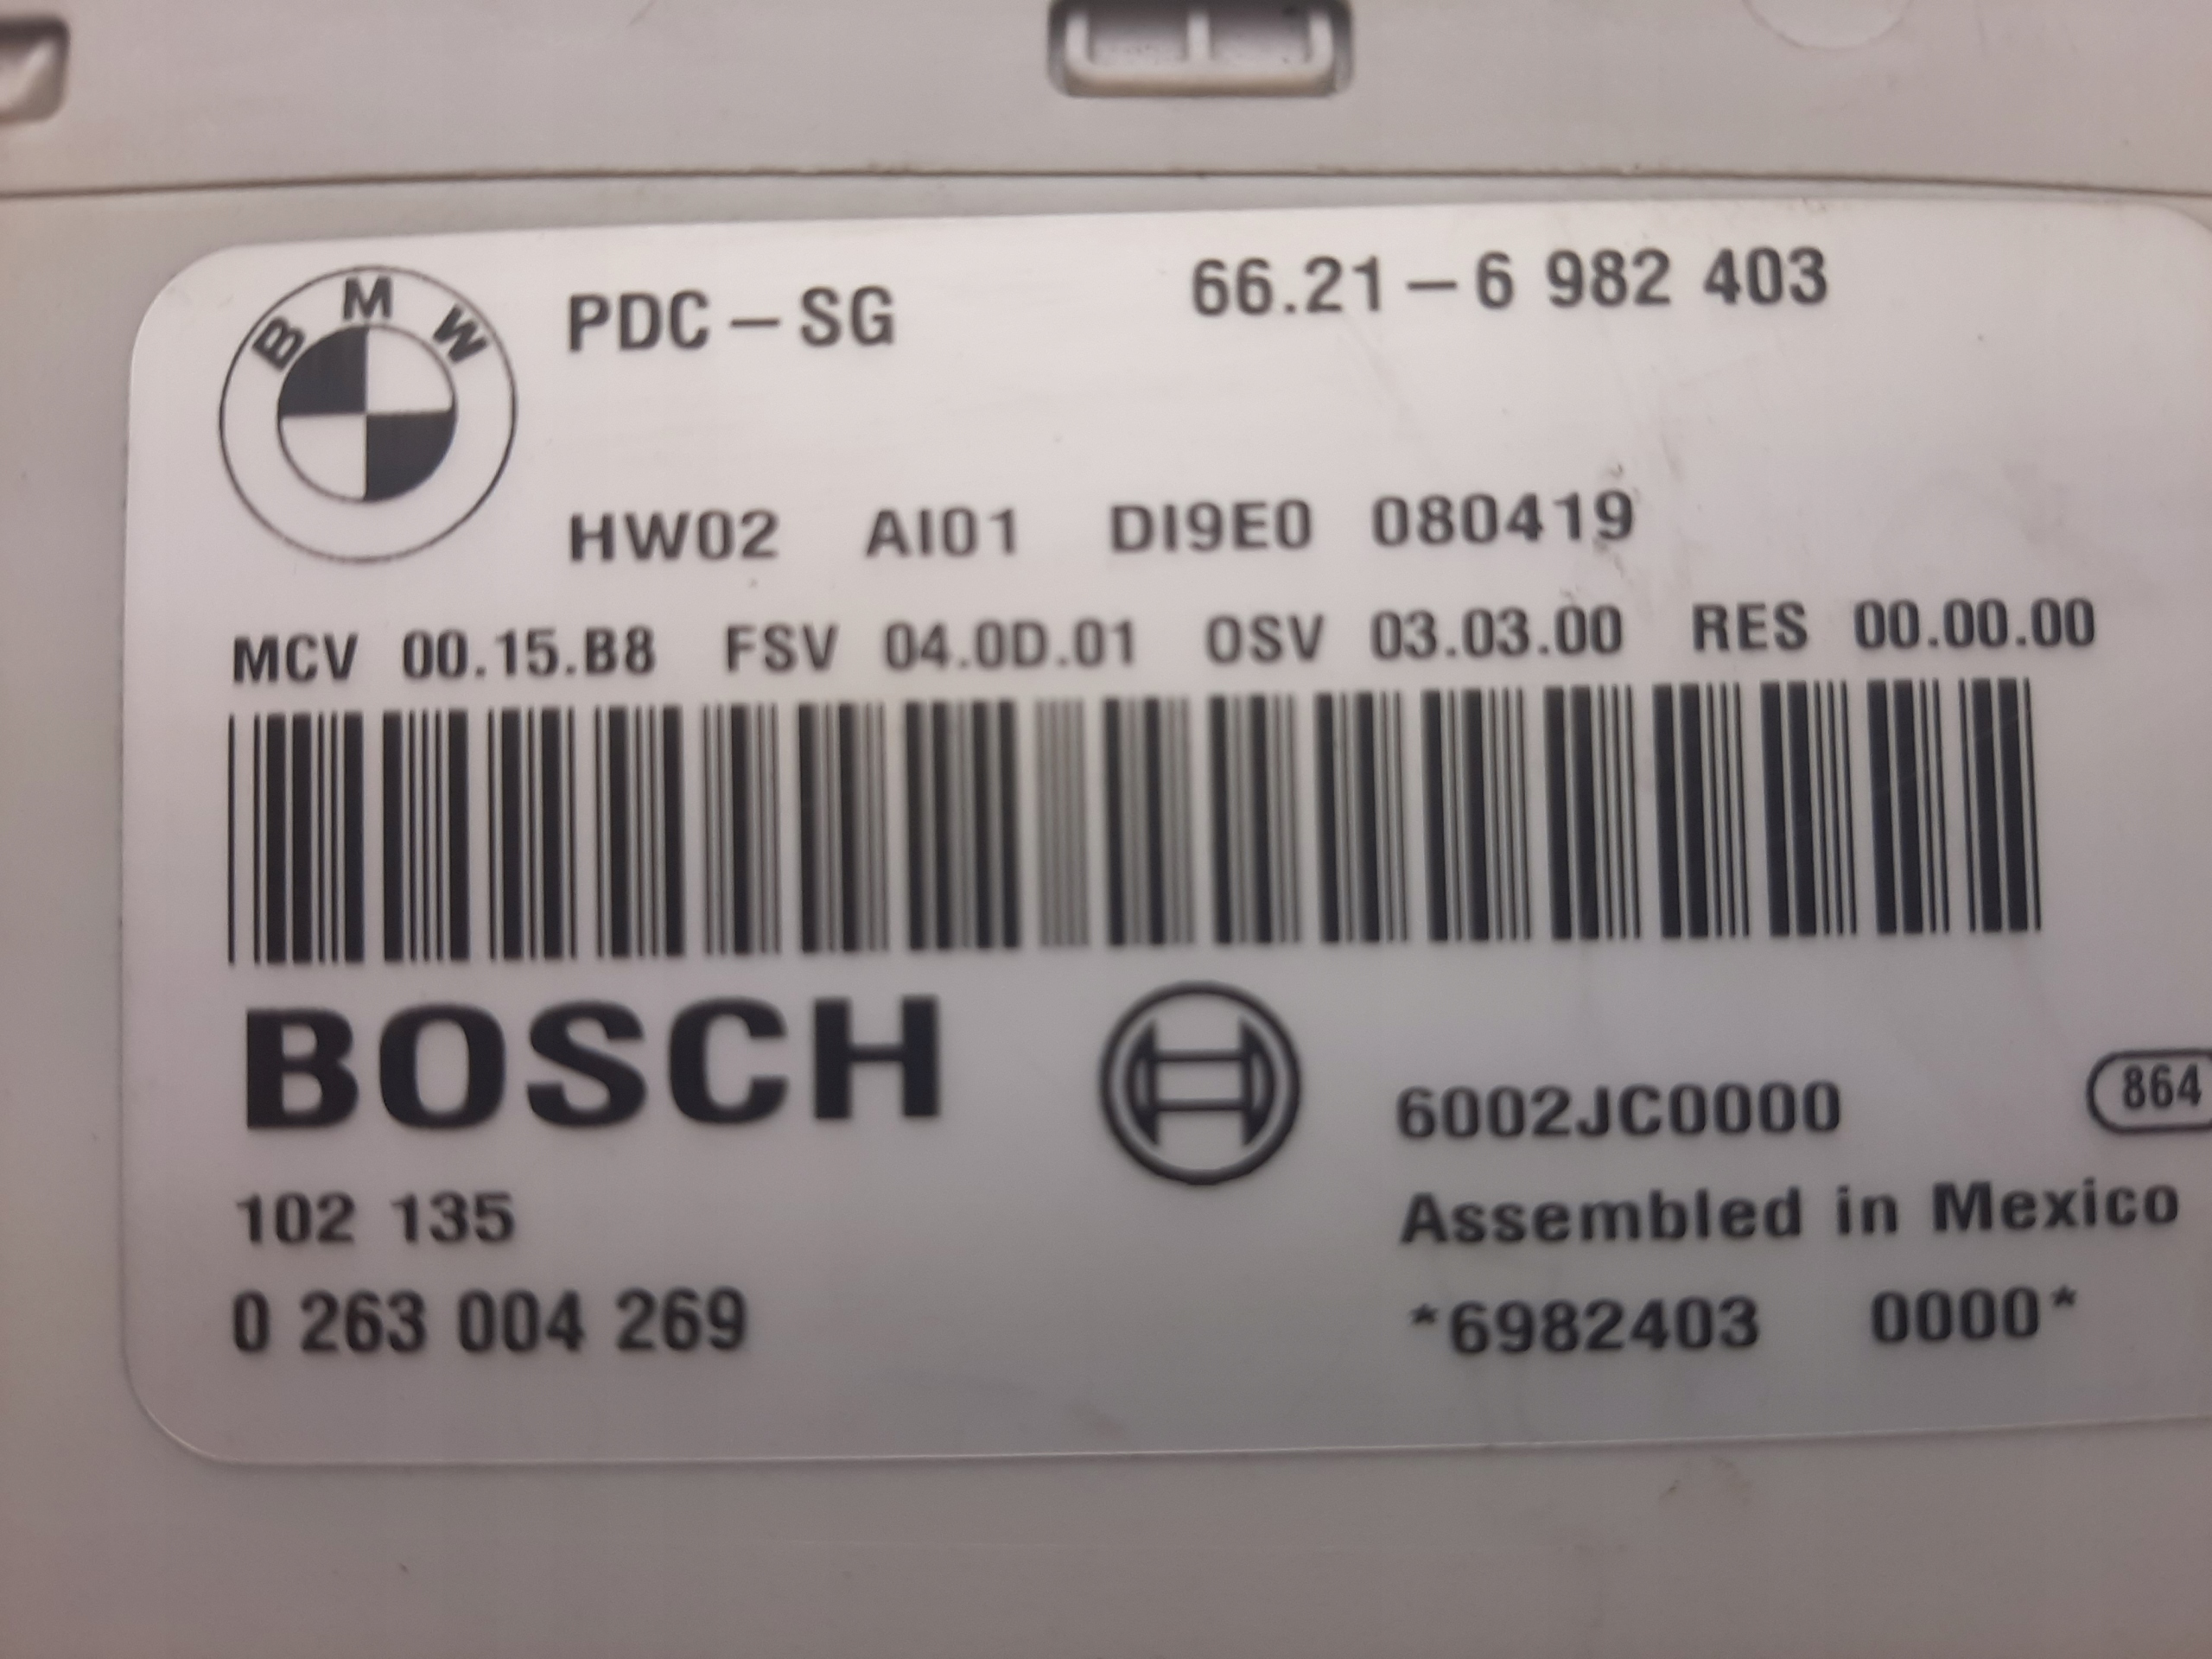 BMW
PDC – SG 66.21 – 6 982 403
HW02 AI01 DI9E0 080419
MCV 00.15.B8 FSV 04.0D.01 OSV 03.03.00 RES 00.00.00
BOSCH
6002JC0000 864
102 135 Assembled in Mexico
0 263 004 269 *6982403 0000*